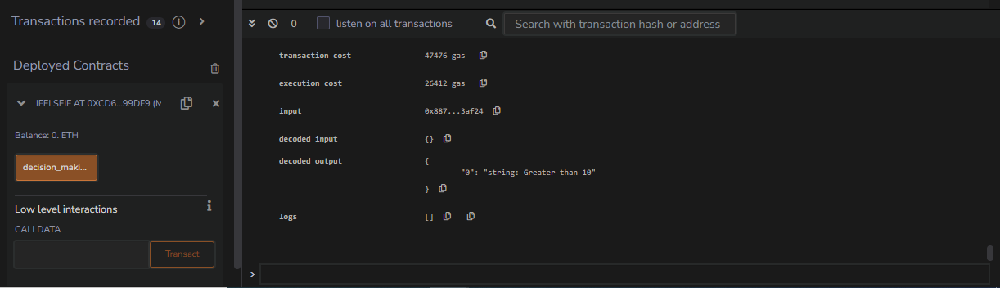 Transactions recorded 14
Deployed Contracts
IFELSEIF AT 0XCD6...99DF9 (M
Balance: 0. ETH
decision_maki...
Low level interactions
CALLDATA
Transact
0 listen on all transactions Search with transaction hash or address
transaction cost 47476 gas
execution cost 26412 gas
input 0x887...3af24
decoded input {}
decoded output {
"0": "string: Greater than 10"
}
logs []
>